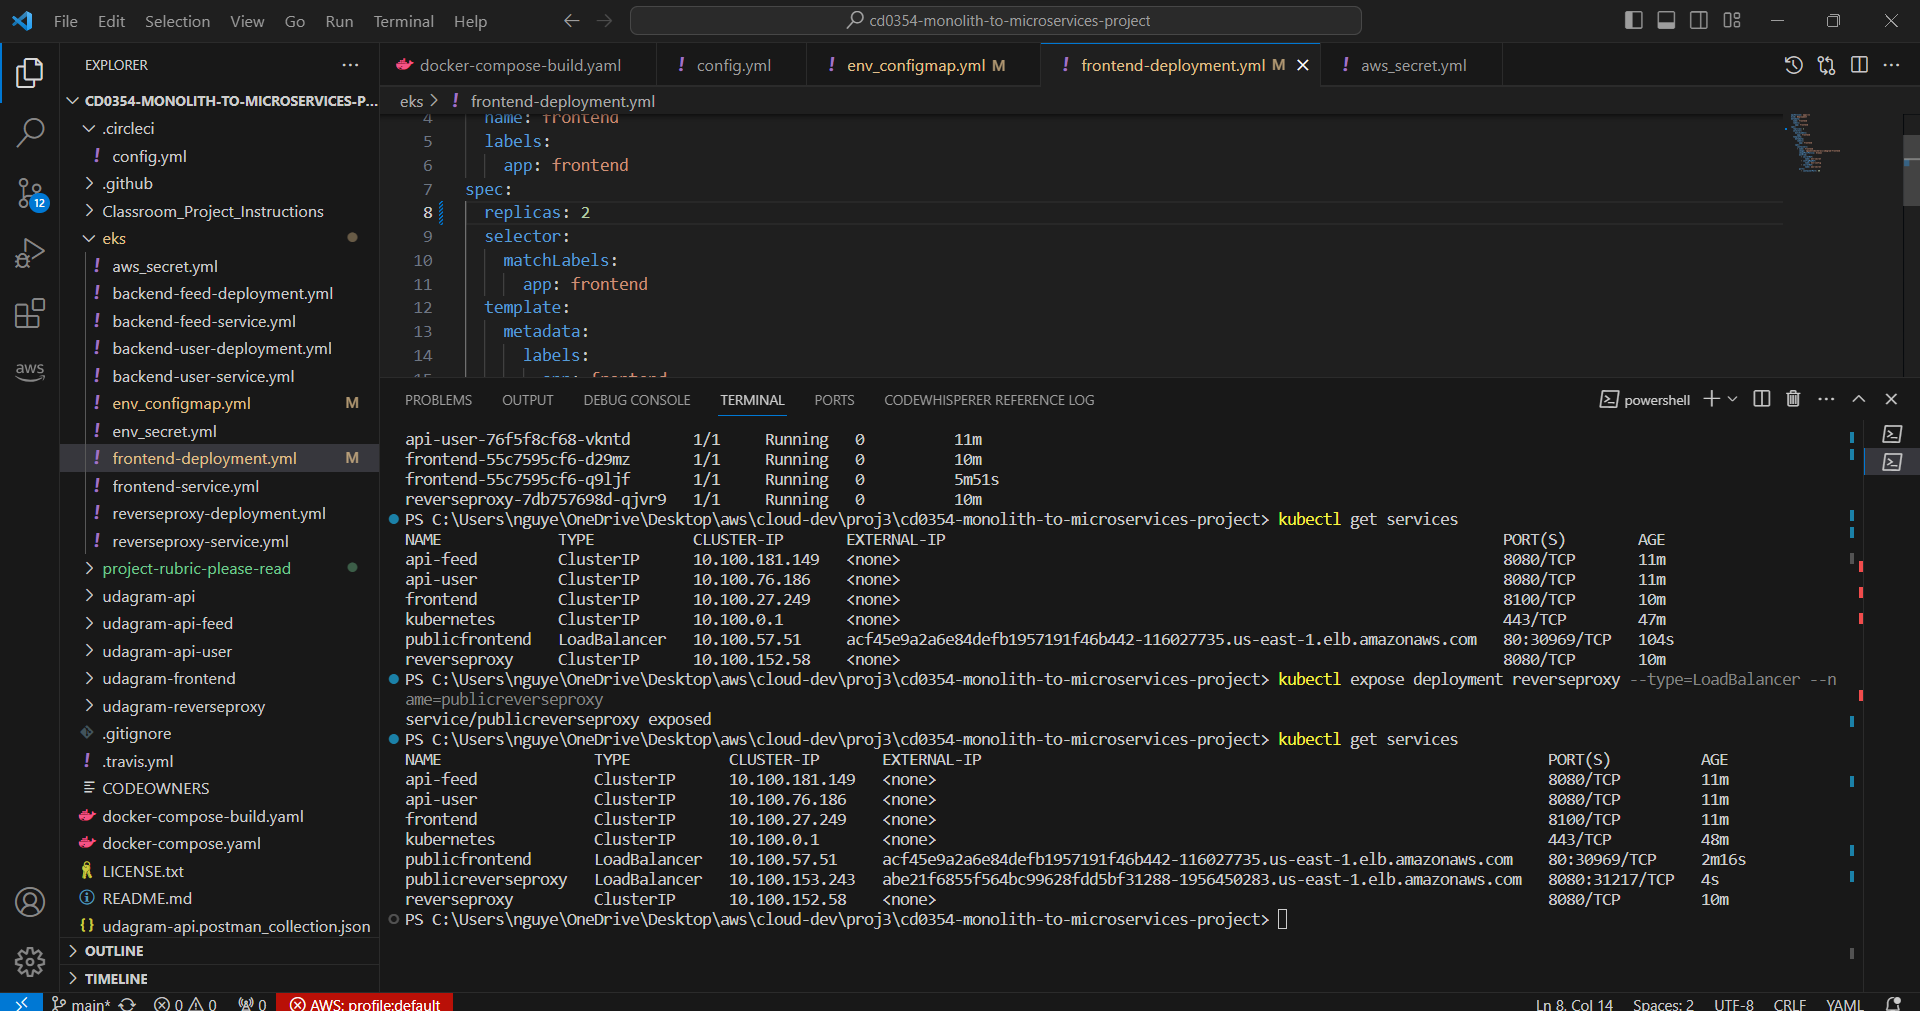 File Edit Selection View Go Run Terminal Help
cd0354-monolith-to-microservices-project
EXPLORER
CD0354-MONOLITH-TO-MICROSERVICES-P...
.circleci
config.yml
.github
Classroom_Project_Instructions
eks
aws_secret.yml
backend-feed-deployment.yml
backend-feed-service.yml
backend-user-deployment.yml
backend-user-service.yml
env_configmap.yml M
env_secret.yml
frontend-deployment.yml M
frontend-service.yml
reverseproxy-deployment.yml
reverseproxy-service.yml
project-rubric-please-read
udagram-api
udagram-api-feed
udagram-api-user
udagram-frontend
udagram-reverseproxy
.gitignore
.travis.yml
CODEOWNERS
docker-compose-build.yaml
docker-compose.yaml
LICENSE.txt
README.md
udagram-api.postman_collection.json
OUTLINE
TIMELINE
12
aws
docker-compose-build.yaml
config.yml
env_configmap.yml M
frontend-deployment.yml M
aws_secret.yml
eks > frontend-deployment.yml
4 name: frontend
5 labels:
6 app: frontend
7 spec:
8 replicas: 2
9 selector:
10 matchLabels:
11 app: frontend
12 template:
13 metadata:
14 labels:
15 app: frontend
PROBLEMS OUTPUT DEBUG CONSOLE TERMINAL PORTS CODEWHISPERER REFERENCE LOG
powershell
api-user-76f5f8cf68-vkntd 1/1 Running 0 11m
frontend-55c7595cf6-d29mz 1/1 Running 0 10m
frontend-55c7595cf6-q9ljf 1/1 Running 0 5m51s
reverseproxy-7db757698d-qjvr9 1/1 Running 0 10m
PS C:\Users\nguye\OneDrive\Desktop\aws\cloud-dev\proj3\cd0354-monolith-to-microservices-project> kubectl get services
NAME TYPE CLUSTER-IP EXTERNAL-IP PORT(S) AGE
api-feed ClusterIP 10.100.181.149 <none> 8080/TCP 11m
api-user ClusterIP 10.100.76.186 <none> 8080/TCP 11m
frontend ClusterIP 10.100.27.249 <none> 8100/TCP 10m
kubernetes ClusterIP 10.100.0.1 <none> 443/TCP 47m
publicfrontend LoadBalancer 10.100.57.51 acf45e9a2a6e84defb1957191f46b442-116027735.us-east-1.elb.amazonaws.com 80:30969/TCP 104s
reverseproxy ClusterIP 10.100.152.58 <none> 8080/TCP 10m
PS C:\Users\nguye\OneDrive\Desktop\aws\cloud-dev\proj3\cd0354-monolith-to-microservices-project> kubectl expose deployment reverseproxy --type=LoadBalancer --n
ame=publicreverseproxy
service/publicreverseproxy exposed
PS C:\Users\nguye\OneDrive\Desktop\aws\cloud-dev\proj3\cd0354-monolith-to-microservices-project> kubectl get services
NAME TYPE CLUSTER-IP EXTERNAL-IP PORT(S) AGE
api-feed ClusterIP 10.100.181.149 <none> 8080/TCP 11m
api-user ClusterIP 10.100.76.186 <none> 8080/TCP 11m
frontend ClusterIP 10.100.27.249 <none> 8100/TCP 11m
kubernetes ClusterIP 10.100.0.1 <none> 443/TCP 48m
publicfrontend LoadBalancer 10.100.57.51 acf45e9a2a6e84defb1957191f46b442-116027735.us-east-1.elb.amazonaws.com 80:30969/TCP 2m16s
publicreverseproxy LoadBalancer 10.100.153.243 abe21f6855f564bc99628fdd5bf31288-1956450283.us-east-1.elb.amazonaws.com 8080:31217/TCP 4s
reverseproxy ClusterIP 10.100.152.58 <none> 8080/TCP 10m
PS C:\Users\nguye\OneDrive\Desktop\aws\cloud-dev\proj3\cd0354-monolith-to-microservices-project>
main* 0 0 0 AWS: profile:default Ln 8, Col 14 Spaces: 2 UTF-8 CRLF YAML